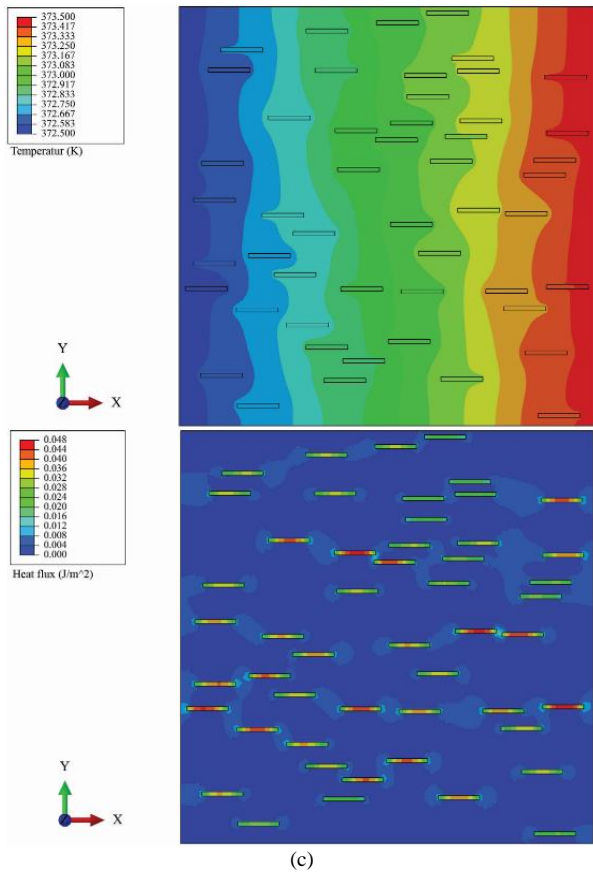 373.500
373.417
373.333
373.250
373.167
373.083
373.000
372.917
372.833
372.750
372.667
372.583
372.500
Temperatur (K)
Y
X
Z
0.048
0.044
0.040
0.036
0.032
0.028
0.024
0.020
0.016
0.012
0.008
0.004
0.000
Heat flux (J/m^2)
Y
X
Z
(c)